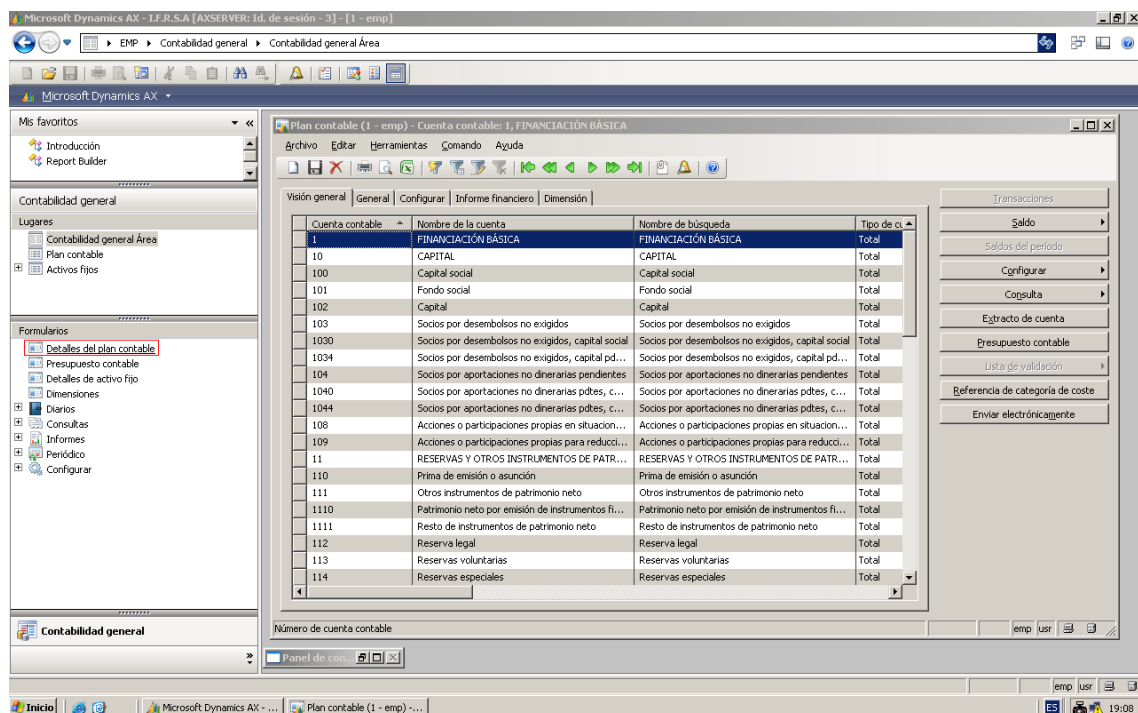 Microsoft Dynamics AX - I.F.R.S.A [AXSERVER: Id. de sesión - 3] - [1 - emp]
EMP Contabilidad general Contabilidad general Área
Microsoft Dynamics AX
Mis favoritos
Introducción
Report Builder
Contabilidad general
Lugares
Contabilidad general Área
Plan contable
Activos fijos
Formularios
Detalles del plan contable
Presupuesto contable
Detalles de activo fijo
Dimensiones
Diarios
Consultas
Informes
Periódico
Configurar
Contabilidad general
Plan contable (1 - emp) - Cuenta contable: 1, FINANCIACIÓN BÁSICA
Archivo Editar Herramientas Comando Ayuda
Visión general General Configurar Informe financiero Dimensión
Cuenta contable Nombre de la cuenta Nombre de búsqueda Tipo de cu
1 FINANCIACIÓN BÁSICA FINANCIACIÓN BÁSICA Total
10 CAPITAL CAPITAL Total
100 Capital social Capital social Total
101 Fondo social Fondo social Total
102 Capital Capital Total
103 Socios por desembolsos no exigidos Socios por desembolsos no exigidos Total
1030 Socios por desembolsos no exigidos, capital social Socios por desembolsos no exigidos, capital social Total
1034 Socios por desembolsos no exigidos, capital pd... Socios por desembolsos no exigidos, capital pd... Total
104 Socios por aportaciones no dinerarias pendientes Socios por aportaciones no dinerarias pendientes Total
1040 Socios por aportaciones no dinerarias pdtes, c... Socios por aportaciones no dinerarias pdtes, c... Total
1044 Socios por aportaciones no dinerarias pdtes, c... Socios por aportaciones no dinerarias pdtes, c... Total
108 Acciones o participaciones propias en situacion... Acciones o participaciones propias en situacion... Total
109 Acciones o participaciones propias para reducci... Acciones o participaciones propias para reducci... Total
11 RESERVAS Y OTROS INSTRUMENTOS DE PATR... RESERVAS Y OTROS INSTRUMENTOS DE PATR... Total
110 Prima de emisión o asunción Prima de emisión o asunción Total
111 Otros instrumentos de patrimonio neto Otros instrumentos de patrimonio neto Total
1110 Patrimonio neto por emisión de instrumentos fi... Patrimonio neto por emisión de instrumentos fi... Total
1111 Resto de instrumentos de patrimonio neto Resto de instrumentos de patrimonio neto Total
112 Reserva legal Reserva legal Total
113 Reservas voluntarias Reservas voluntarias Total
114 Reservas especiales Reservas especiales Total
Transacciones
Saldo
Saldos del período
Configurar
Consulta
Extracto de cuenta
Presupuesto contable
Lista de validación
Referencia de categoría de coste
Enviar electrónicamente
Número de cuenta contable emp usr
Panel de con...
emp usr
Inicio Microsoft Dynamics AX - ... Plan contable (1 - emp) -... ES 19:08